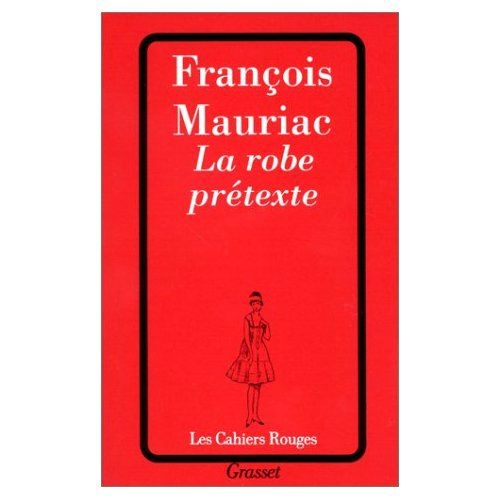 François
Mauriac
La robe
prétexte
Les Cahiers Rouges
Grasset